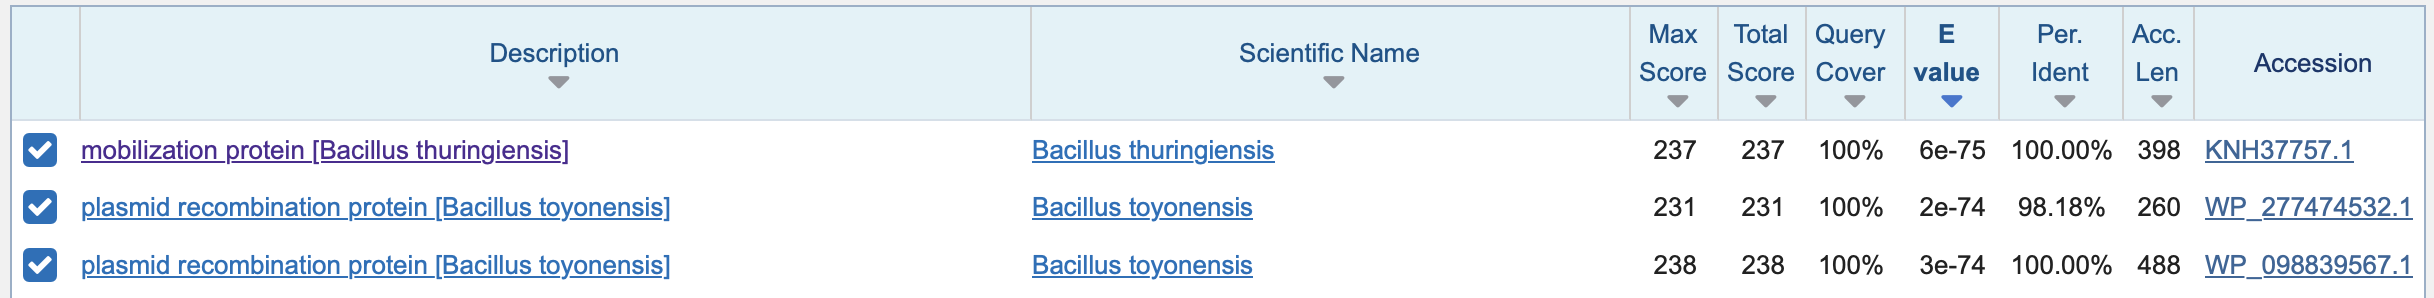 Description Scientific Name Max Score Total Score Query Cover E value Per. Ident Acc. Len Accession
mobilization protein [Bacillus thuringiensis] Bacillus thuringiensis 237 237 100% 6e-75 100.00% 398 KNH37757.1
plasmid recombination protein [Bacillus toyonensis] Bacillus toyonensis 231 231 100% 2e-74 98.18% 260 WP_277474532.1
plasmid recombination protein [Bacillus toyonensis] Bacillus toyonensis 238 238 100% 3e-74 100.00% 488 WP_098839567.1